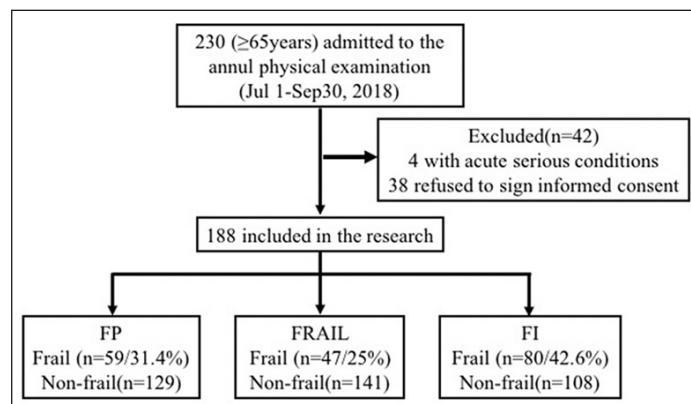 230 (≥65years) admitted to the
annul physical examination
(Jul 1-Sep30, 2018)
Excluded(n=42)
4 with acute serious conditions
38 refused to sign informed consent
188 included in the research
FP
Frail (n=59/31.4%)
Non-frail(n=129)
FRAIL
Frail (n=47/25%)
Non-frail(n=141)
FI
Frail (n=80/42.6%)
Non-frail(n=108)